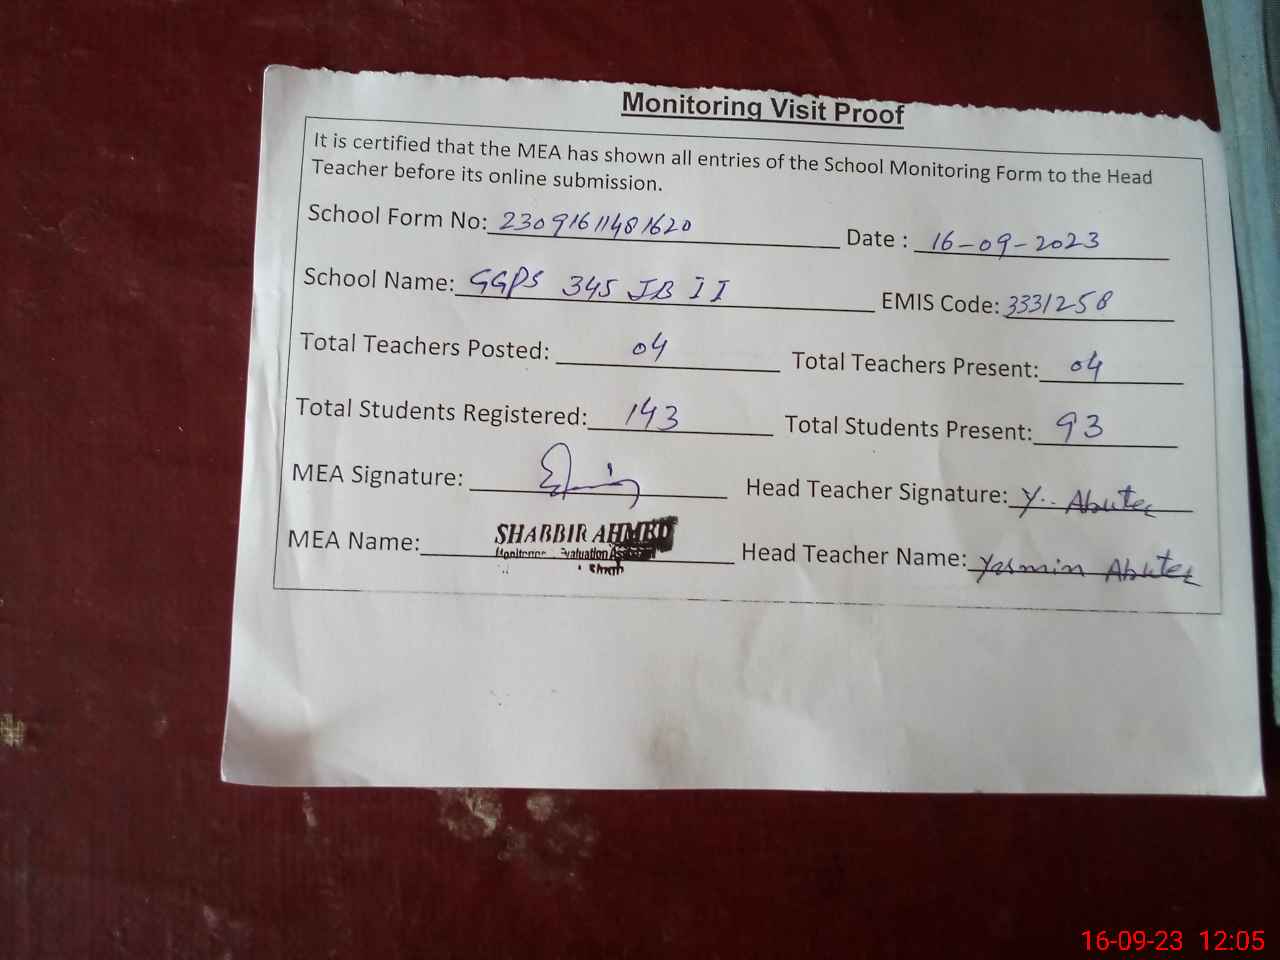 Monitoring Visit Proof
It is certified that the MEA has shown all entries of the School Monitoring Form to the Head
Teacher before its online submission.
School Form No: 23091611481620 Date : 16-09-2023
School Name: GGPS 345 JB II EMIS Code: 3331258
Total Teachers Posted: 04 Total Teachers Present: 04
Total Students Registered: 143 Total Students Present: 93
MEA Signature: Head Teacher Signature: Y..
MEA Name: SHABBIR AHMED Head Teacher Name: Yasmin
Evaluation Assistant
16-09-23 12:05